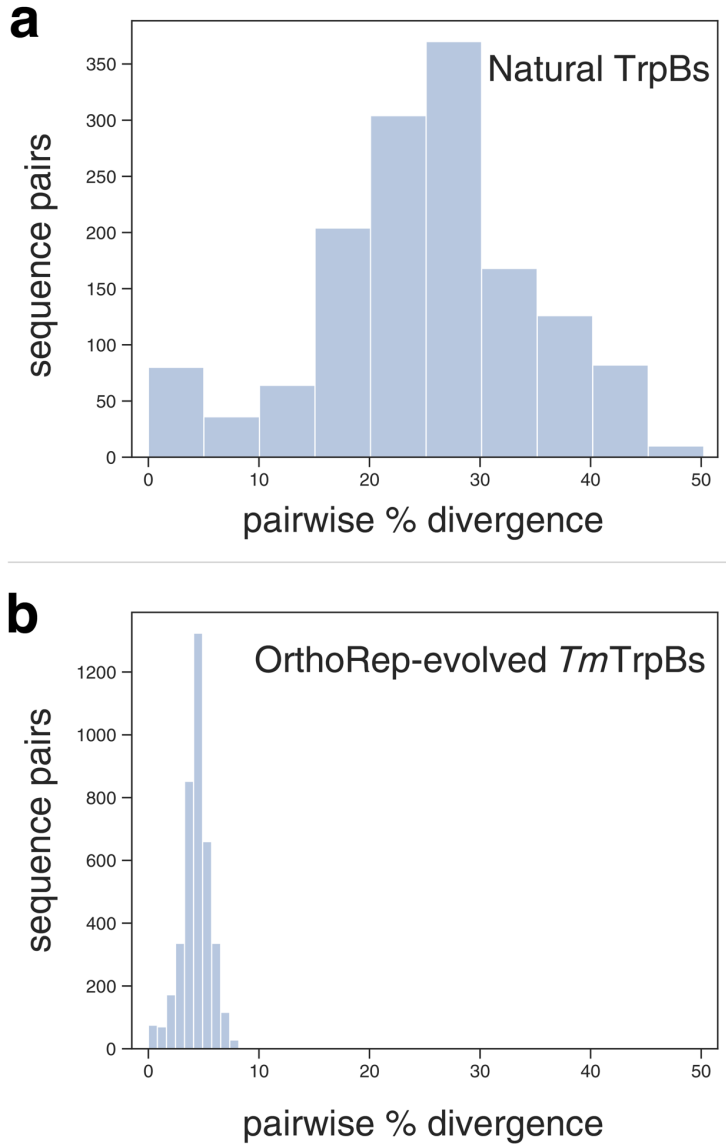 a
Natural TrpBs
sequence pairs
350
300
250
200
150
100
50
0
0 10 20 30 40 50
pairwise % divergence
b
OrthoRep-evolved TmTrpBs
sequence pairs
1200
1000
800
600
400
200
0
0 10 20 30 40 50
pairwise % divergence